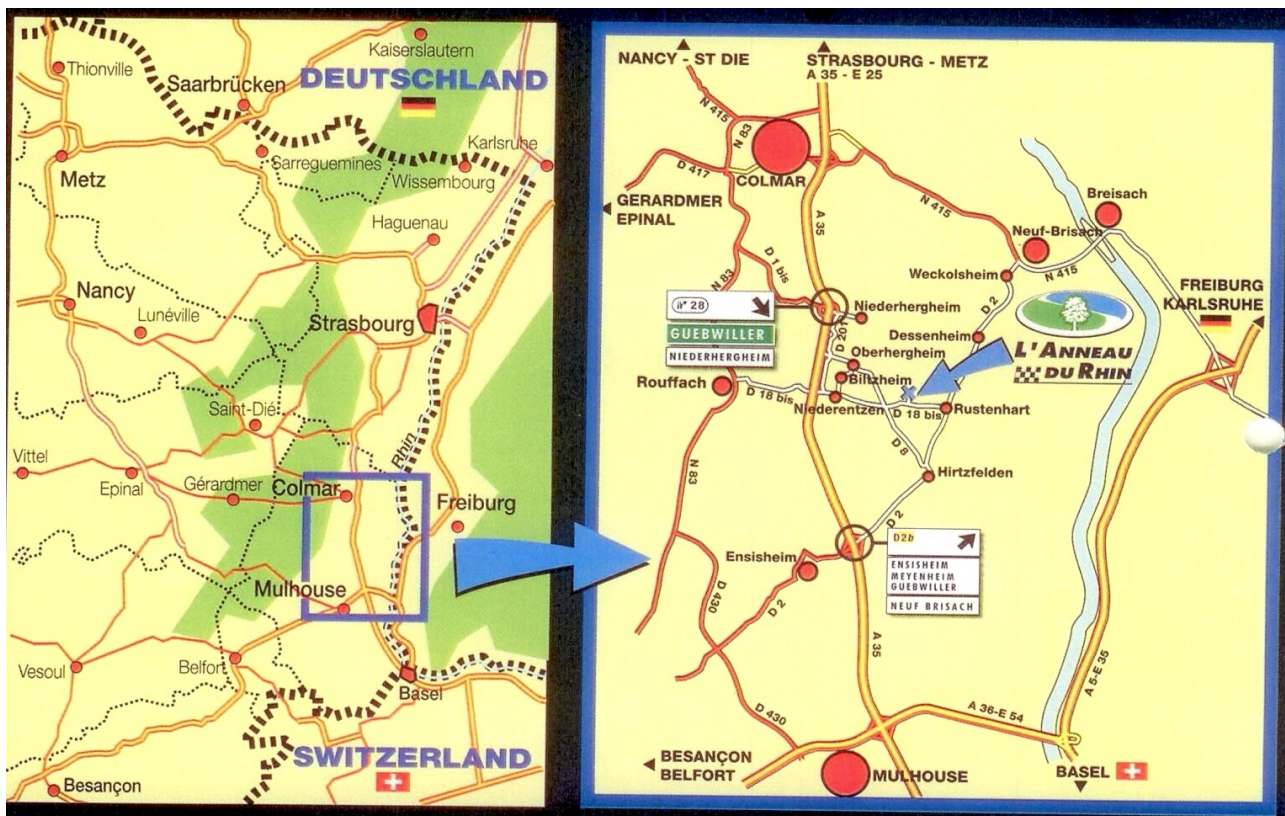 Kaiserslautern
Thionville
DEUTSCHLAND
Saarbrücken
Karlsruhe
Sarreguemines
Wissembourg
Metz
Haguenau
Nancy
Lunéville
Strasbourg
Saint-Dié
Rhin
Vittel
Epinal
Gérardmer
Colmar
Freiburg
Mulhouse
Vesoul
Belfort
Basel
SWITZERLAND
Besançon
NANCY - ST DIE
STRASBOURG - METZ
A 35 - E 25
N 415
N 83
D 417
COLMAR
GERARDMER
EPINAL
A 35
N 415
Breisach
Neuf-Brisach
N 415
Weckolsheim
D 1 bis
N 83
D 2
FREIBURG
KARLSRUHE
N° 28
GUEBWILLER
NIEDERHERGHEIM
Niederhergheim
D 201
Dessenheim
Oberhergheim
L'ANNEAU
DU RHIN
Rouffach
Biltzheim
D 18 bis
Niederentzen
D 18 bis
Rustenhart
D 8
N 83
Hirtzfelden
D 2
D2b
ENSISHEIM
MEYENHEIM
GUEBWILLER
NEUF BRISACH
Ensisheim
D 430
D 2
A 35
A 5-E 35
D 430
A 36-E 54
BESANÇON
BELFORT
MULHOUSE
BASEL